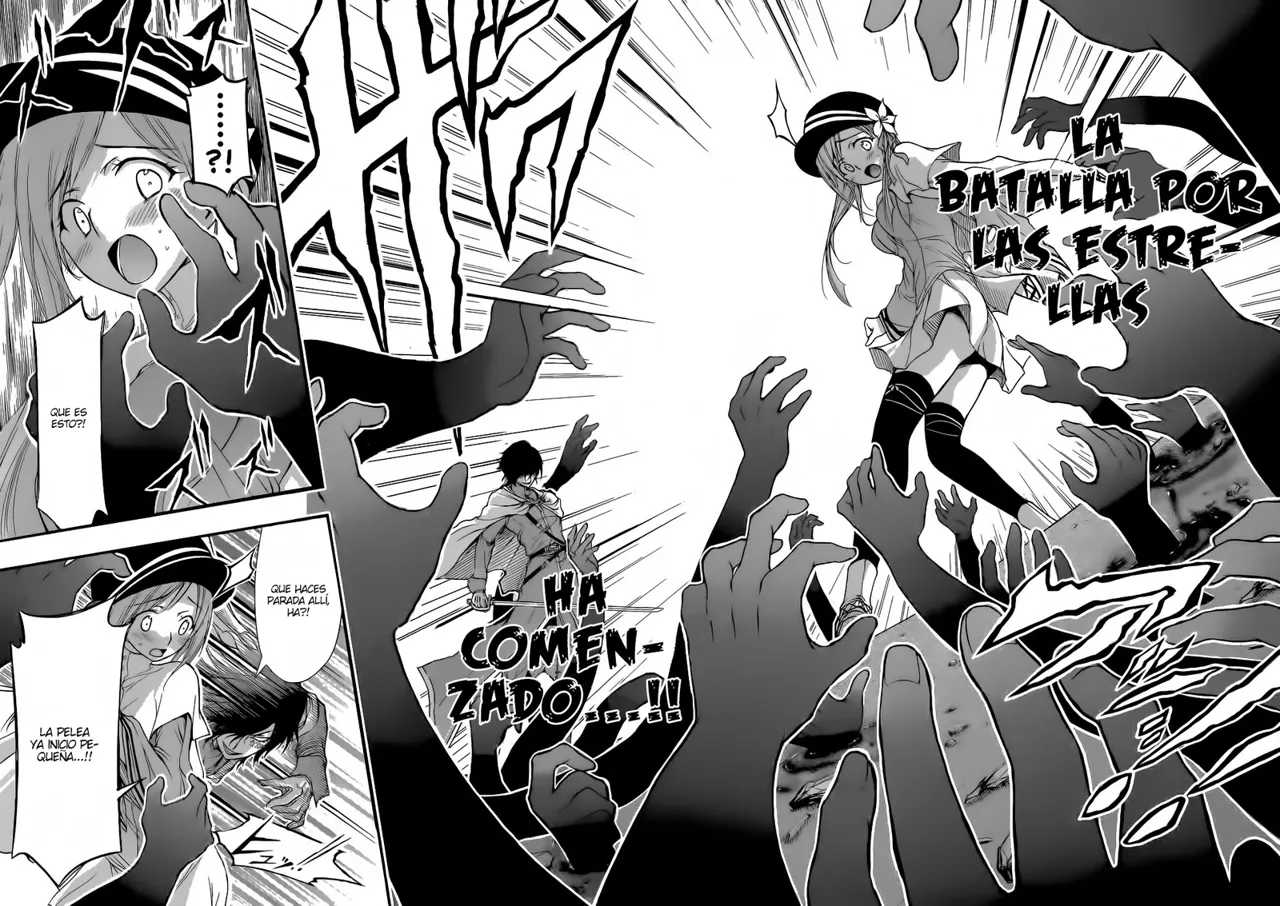 LA
BATALLA POR
LAS ESTRE-
LLAS
HA
COMEN-
ZADO...!!
......?!
QUE ES
ESTO?!
QUE HACES
PARADA ALLÍ,
HA?!
LA PELEA
YA INICIO PE-
QUEÑA...!!